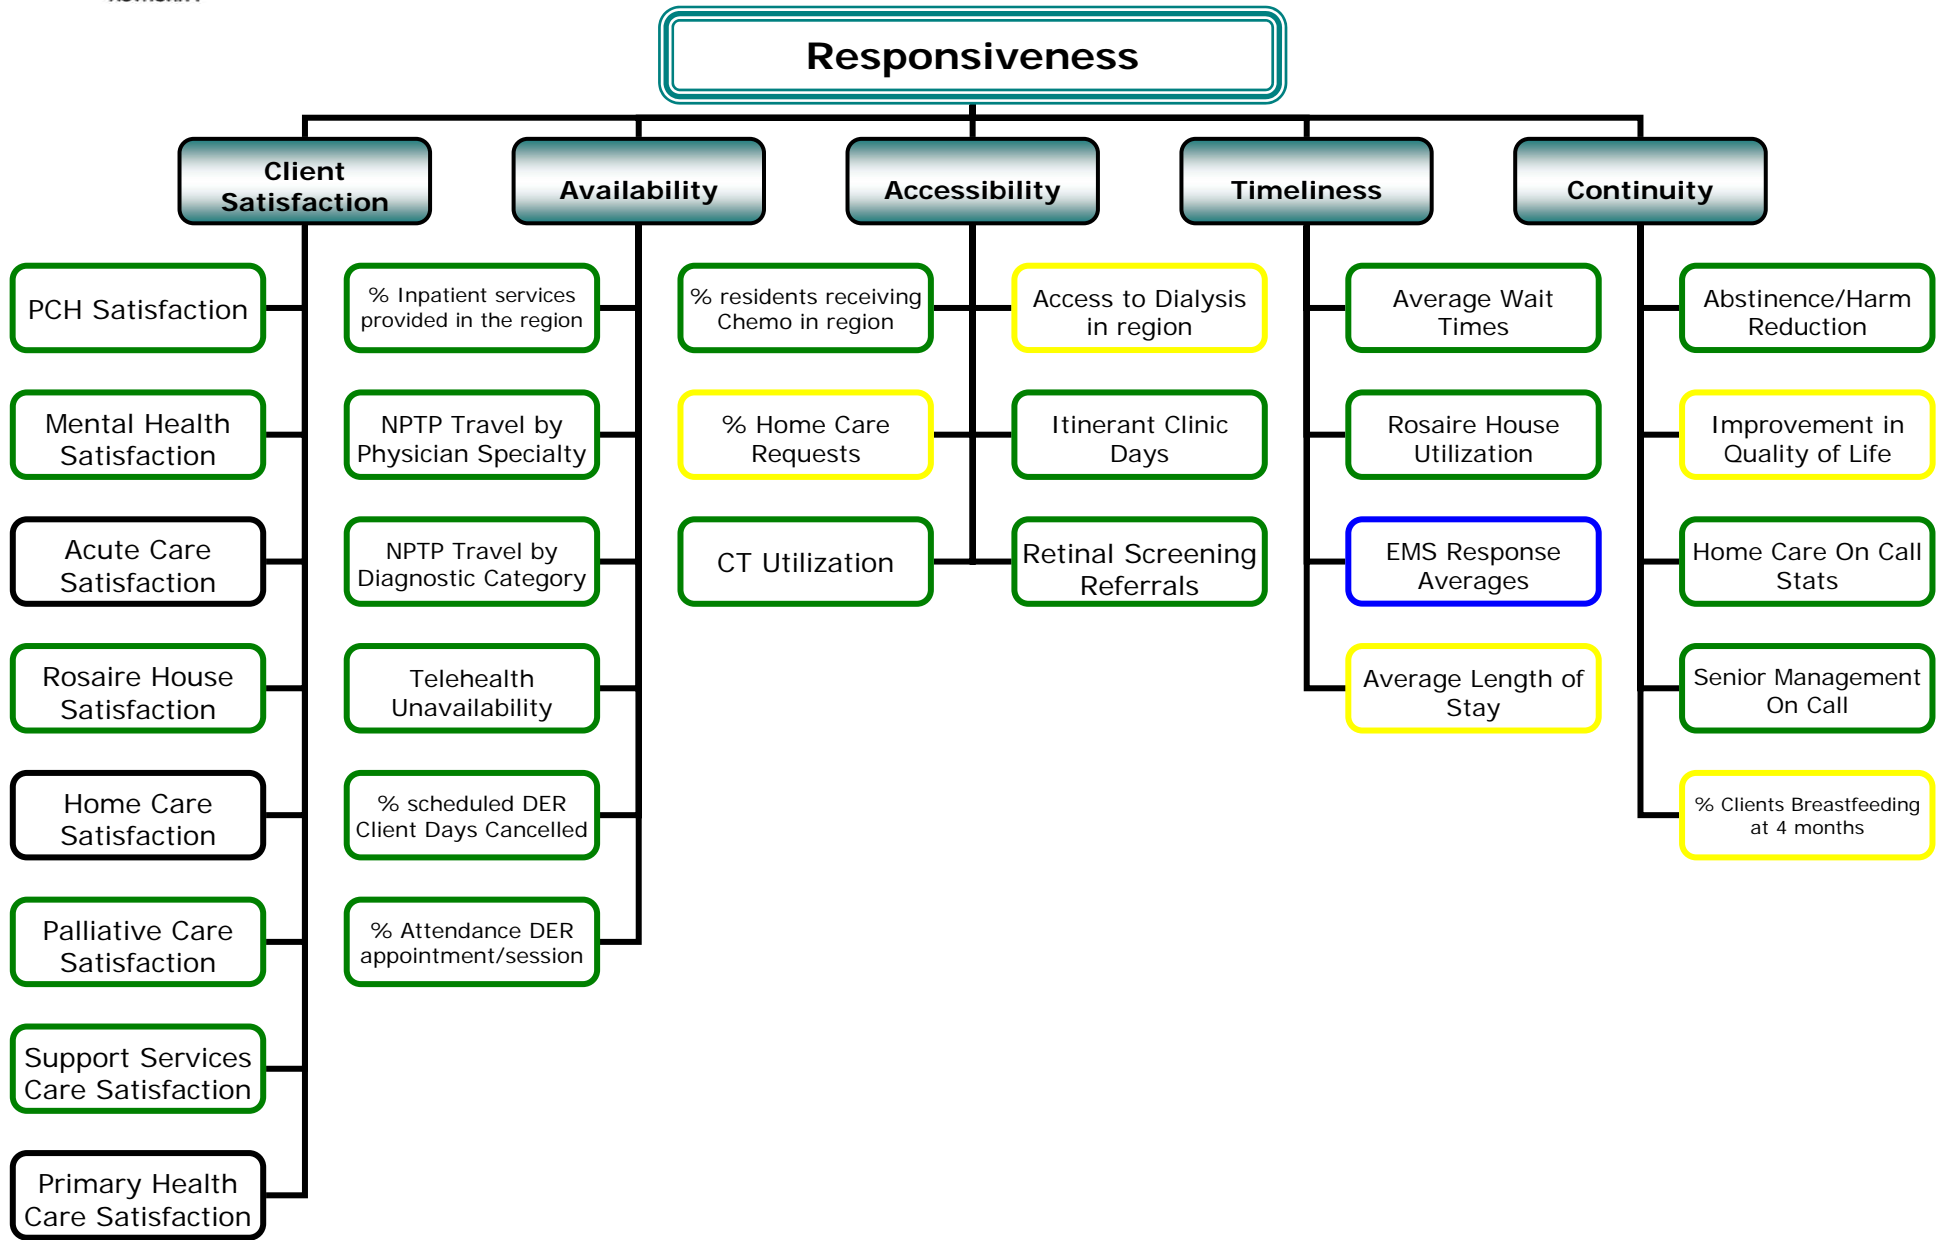 Responsiveness
Client
Satisfaction
Availability
Accessibility
Timeliness
Continuity
PCH Satisfaction
Mental Health
Satisfaction
Acute Care
Satisfaction
Rosaire House
Satisfaction
Home Care
Satisfaction
Palliative Care
Satisfaction
Support Services
Care Satisfaction
Primary Health
Care Satisfaction
% Inpatient services
provided in the region
NPTP Travel by
Physician Specialty
NPTP Travel by
Diagnostic Category
Telehealth
Unavailability
% scheduled DER
Client Days Cancelled
% Attendance DER
appointment/session
% residents receiving
Chemo in region
% Home Care
Requests
CT Utilization
Access to Dialysis
in region
Itinerant Clinic
Days
Retinal Screening
Referrals
Average Wait
Times
Rosaire House
Utilization
EMS Response
Averages
Average Length of
Stay
Abstinence/Harm
Reduction
Improvement in
Quality of Life
Home Care On Call
Stats
Senior Management
On Call
% Clients Breastfeeding
at 4 months